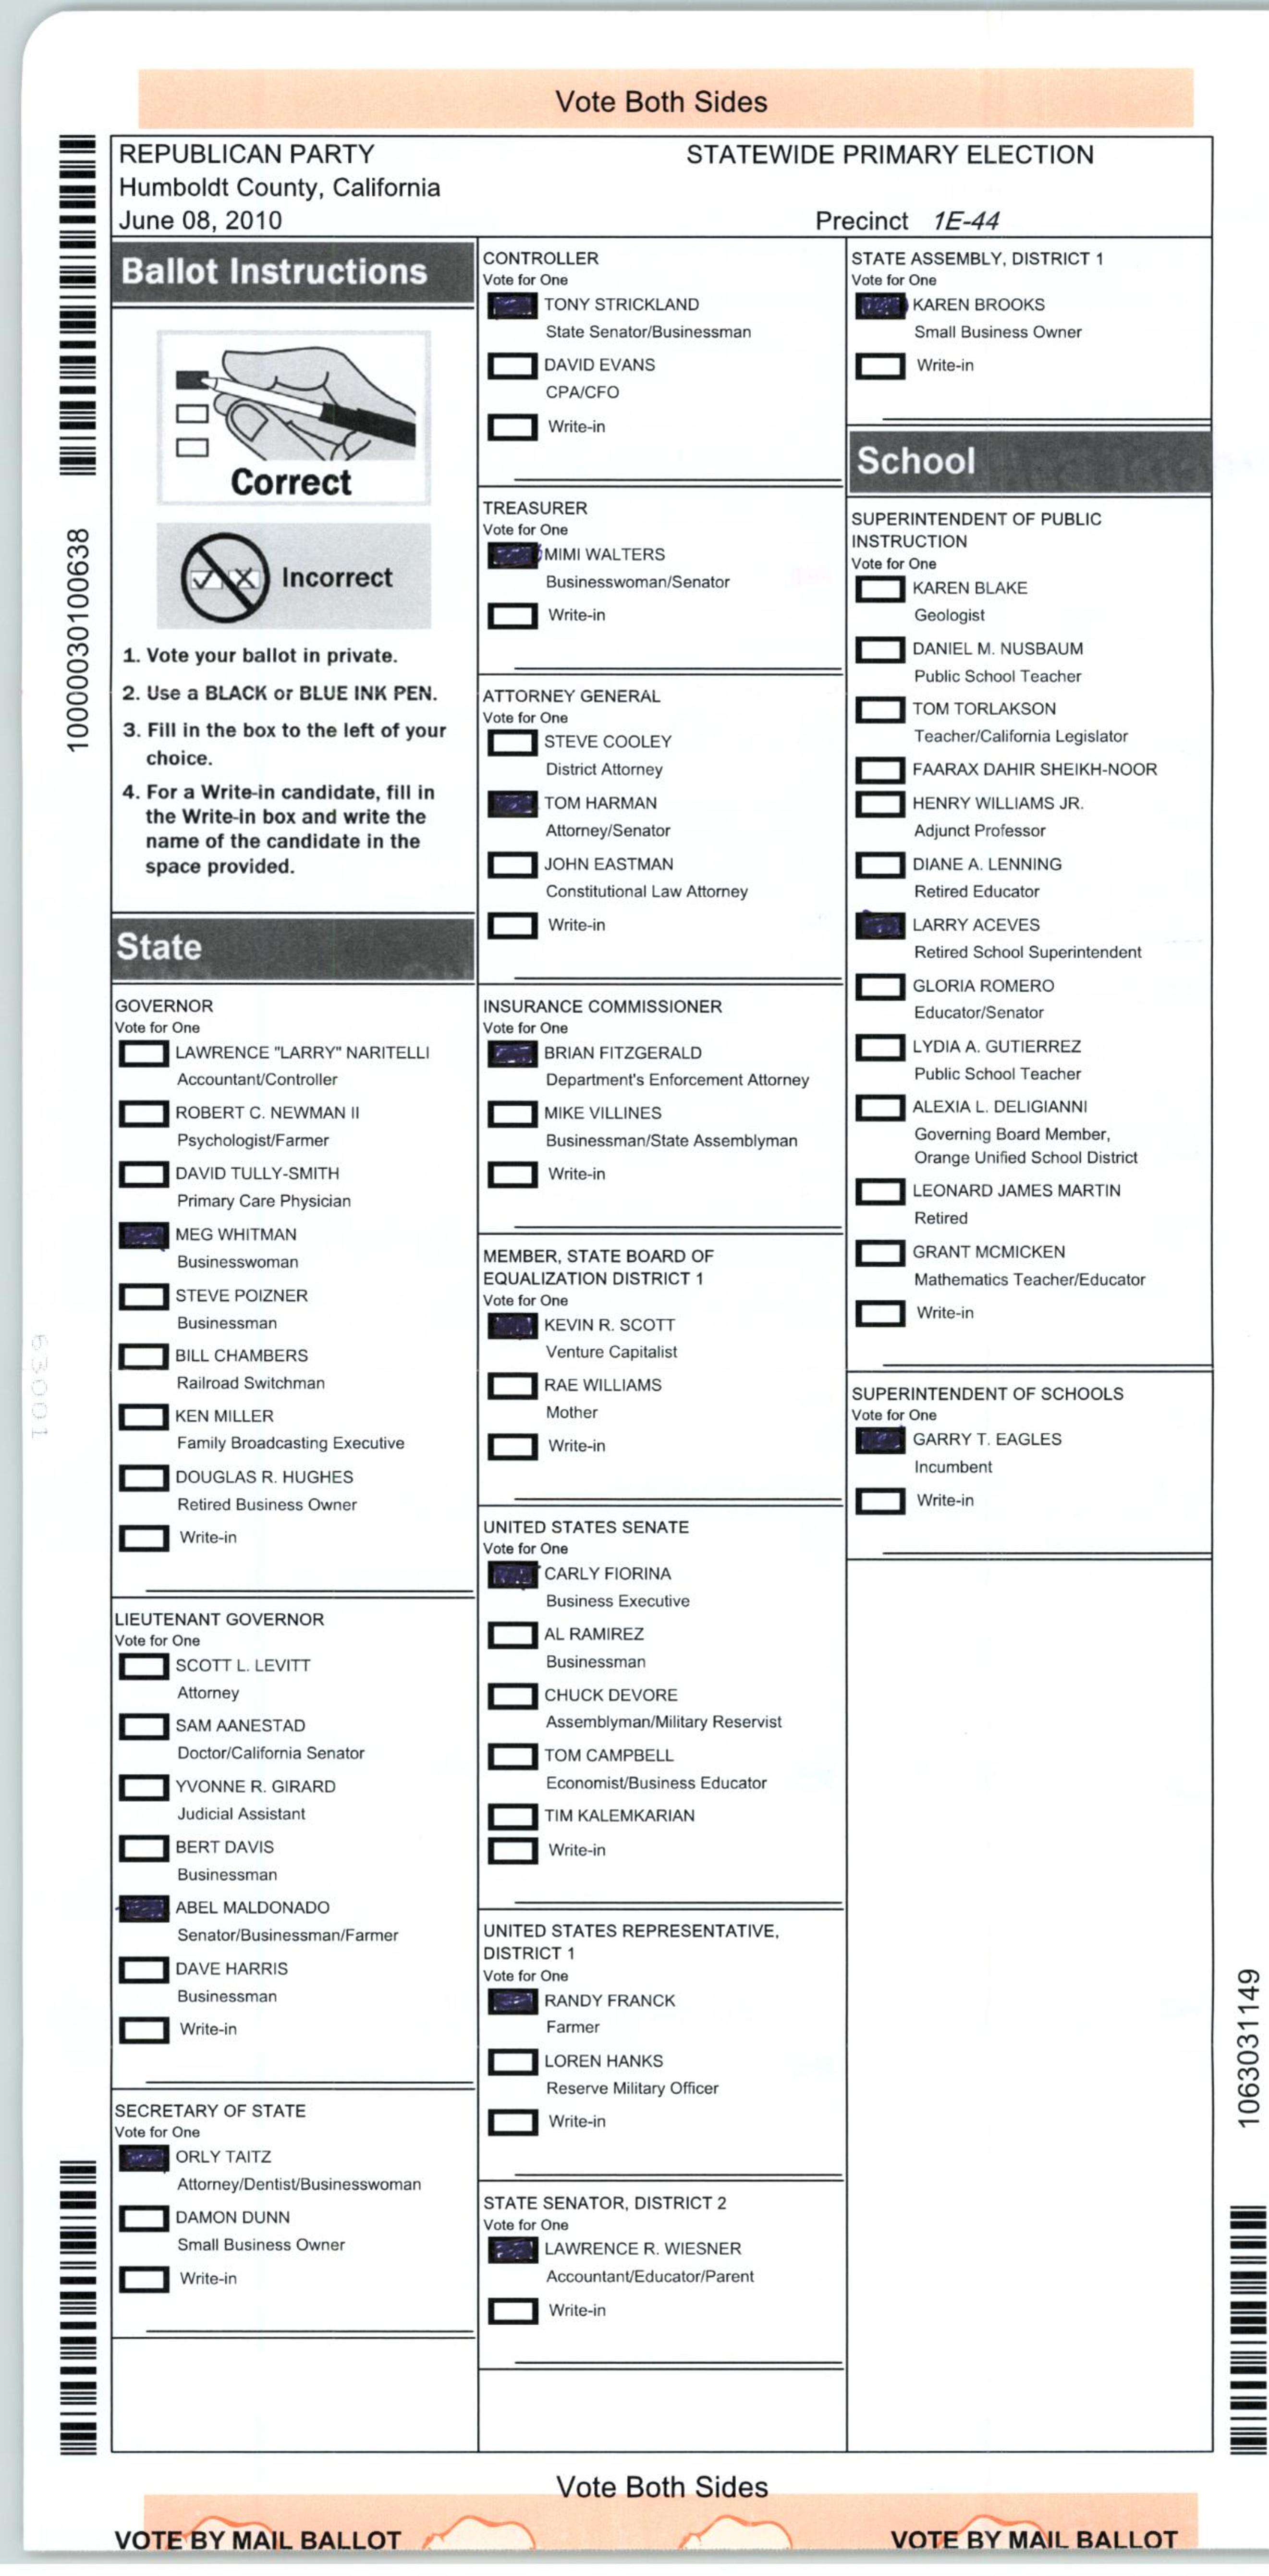 Vote Both Sides
REPUBLICAN PARTY
STATEWIDE PRIMARY ELECTION
Humboldt County, California
June 08, 2010
Precinct 1E-44
1000030100638
Ballot Instructions
Correct
Incorrect
1. Vote your ballot in private.
2. Use a BLACK or BLUE INK PEN.
3. Fill in the box to the left of your
choice.
4. For a Write-in candidate, fill in
the Write-in box and write the
name of the candidate in the
space provided.
State
GOVERNOR
Vote for One
LAWRENCE "LARRY" NARITELLI
Accountant/Controller
ROBERT C. NEWMAN II
Psychologist/Farmer
DAVID TULLY-SMITH
Primary Care Physician
MEG WHITMAN
Businesswoman
STEVE POIZNER
Businessman
BILL CHAMBERS
Railroad Switchman
KEN MILLER
Family Broadcasting Executive
DOUGLAS R. HUGHES
Retired Business Owner
Write-in
63001
LIEUTENANT GOVERNOR
Vote for One
SCOTT L. LEVITT
Attorney
SAM AANESTAD
Doctor/California Senator
YVONNE R. GIRARD
Judicial Assistant
BERT DAVIS
Businessman
ABEL MALDONADO
Senator/Businessman/Farmer
DAVE HARRIS
Businessman
Write-in
SECRETARY OF STATE
Vote for One
ORLY TAITZ
Attorney/Dentist/Businesswoman
DAMON DUNN
Small Business Owner
Write-in
CONTROLLER
Vote for One
TONY STRICKLAND
State Senator/Businessman
DAVID EVANS
CPA/CFO
Write-in
TREASURER
Vote for One
MIMI WALTERS
Businesswoman/Senator
Write-in
ATTORNEY GENERAL
Vote for One
STEVE COOLEY
District Attorney
TOM HARMAN
Attorney/Senator
JOHN EASTMAN
Constitutional Law Attorney
Write-in
INSURANCE COMMISSIONER
Vote for One
BRIAN FITZGERALD
Department's Enforcement Attorney
MIKE VILLINES
Businessman/State Assemblyman
Write-in
MEMBER, STATE BOARD OF
EQUALIZATION DISTRICT 1
Vote for One
KEVIN R. SCOTT
Venture Capitalist
RAE WILLIAMS
Mother
Write-in
UNITED STATES SENATE
Vote for One
CARLY FIORINA
Business Executive
AL RAMIREZ
Businessman
CHUCK DEVORE
Assemblyman/Military Reservist
TOM CAMPBELL
Economist/Business Educator
TIM KALEMKARIAN
Write-in
UNITED STATES REPRESENTATIVE,
DISTRICT 1
Vote for One
RANDY FRANCK
Farmer
LOREN HANKS
Reserve Military Officer
Write-in
STATE SENATOR, DISTRICT 2
Vote for One
LAWRENCE R. WIESNER
Accountant/Educator/Parent
Write-in
STATE ASSEMBLY, DISTRICT 1
Vote for One
KAREN BROOKS
Small Business Owner
Write-in
School
SUPERINTENDENT OF PUBLIC
INSTRUCTION
Vote for One
KAREN BLAKE
Geologist
DANIEL M. NUSBAUM
Public School Teacher
TOM TORLAKSON
Teacher/California Legislator
FAARAX DAHIR SHEIKH-NOOR
HENRY WILLIAMS JR.
Adjunct Professor
DIANE A. LENNING
Retired Educator
LARRY ACEVES
Retired School Superintendent
GLORIA ROMERO
Educator/Senator
LYDIA A. GUTIERREZ
Public School Teacher
ALEXIA L. DELIGIANNI
Governing Board Member,
Orange Unified School District
LEONARD JAMES MARTIN
Retired
GRANT MCMICKEN
Mathematics Teacher/Educator
Write-in
SUPERINTENDENT OF SCHOOLS
Vote for One
GARRY T. EAGLES
Incumbent
Write-in
1063031149
Vote Both Sides
VOTE BY MAIL BALLOT
VOTE BY MAIL BALLOT